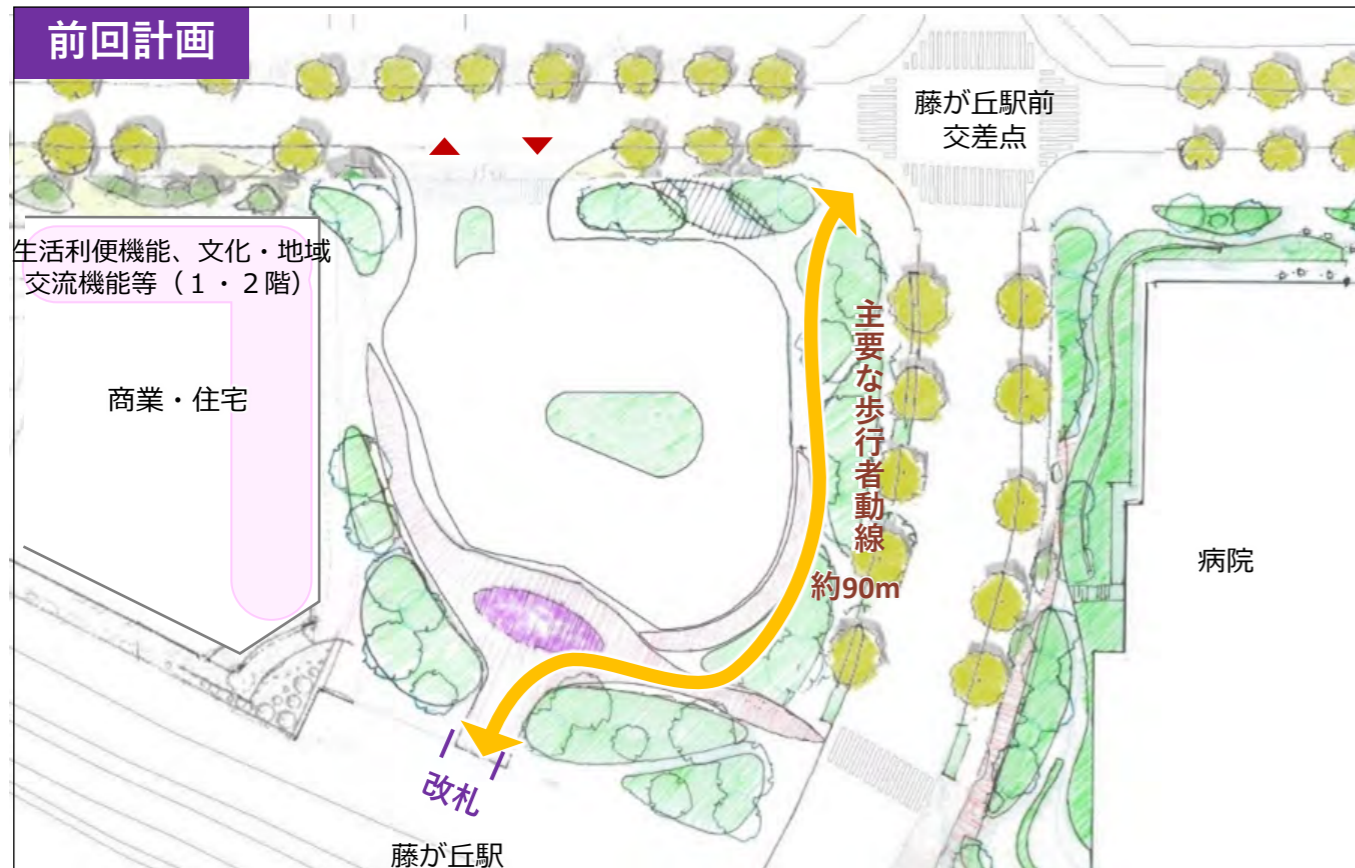 前回計画
藤が丘駅前
交差点
生活利便機能、文化・地域
交流機能等（１・２階）
商業・住宅
主要な歩行者動線
約90m
病院
改札
藤が丘駅